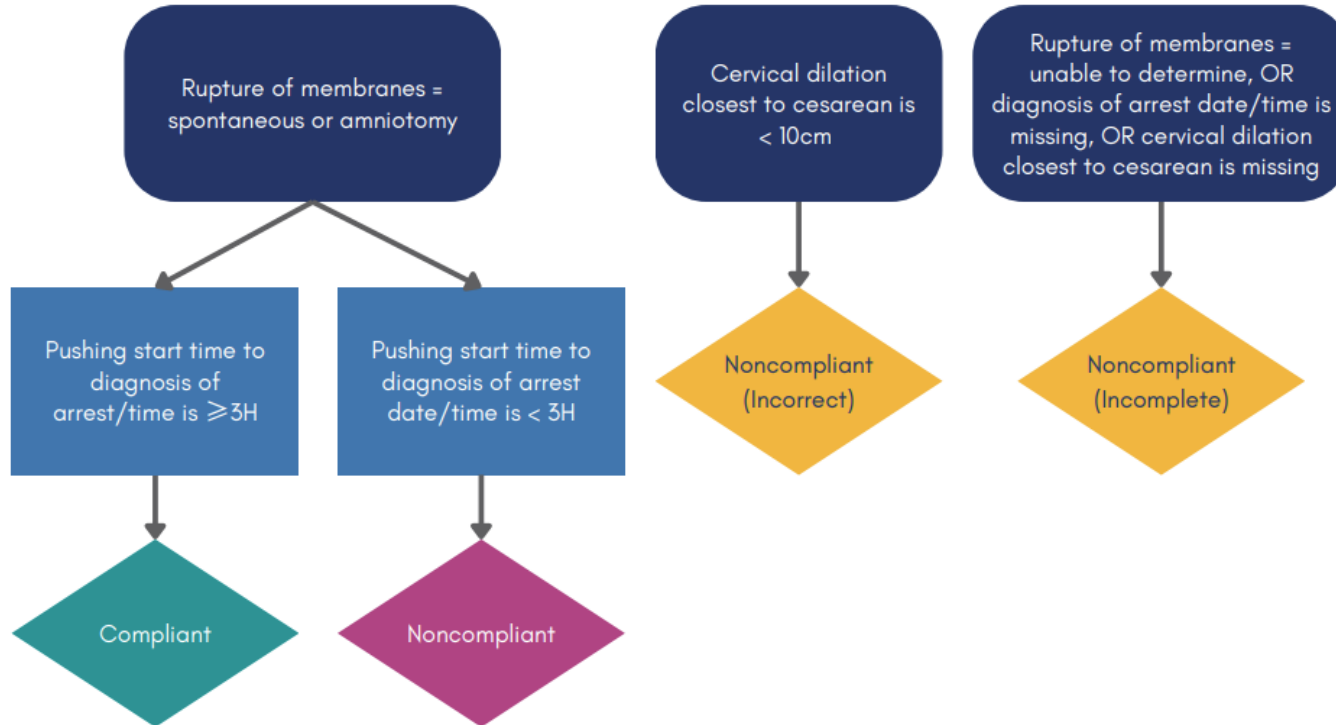 Rupture of membranes =
spontaneous or amniotomy
Cervical dilation
closest to cesarean is
< 10cm
Rupture of membranes =
unable to determine, OR
diagnosis of arrest date/time is
missing, OR cervical dilation
closest to cesarean is missing
Pushing start time to
diagnosis of
arrest/time is ⩾3H
Pushing start time to
diagnosis of arrest
date/time is < 3H
Noncompliant
(Incorrect)
Noncompliant
(Incomplete)
Compliant
Noncompliant